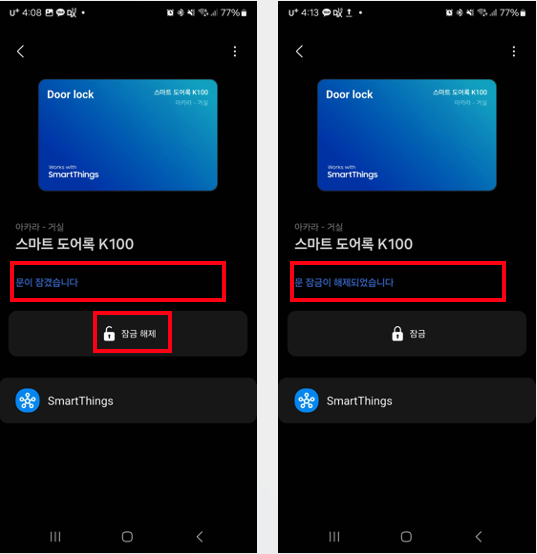 U⁺ 4:08
77%
Door lock
스마트 도어록 K100
아카라 - 거실
Works with
SmartThings
아카라 - 거실
스마트 도어록 K100
문이 잠겼습니다
잠금 해제
SmartThings
U⁺ 4:13
77%
Door lock
스마트 도어록 K100
아카라 - 거실
Works with
SmartThings
아카라 - 거실
스마트 도어록 K100
문 잠금이 해제되었습니다
잠금
SmartThings